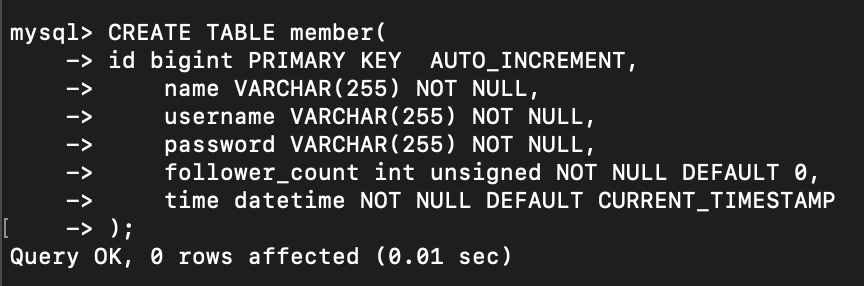 mysql> CREATE TABLE member(
    -> id bigint PRIMARY KEY  AUTO_INCREMENT,
    ->     name VARCHAR(255) NOT NULL,
    ->     username VARCHAR(255) NOT NULL,
    ->     password VARCHAR(255) NOT NULL,
    ->     follower_count int unsigned NOT NULL DEFAULT 0,
    ->     time datetime NOT NULL DEFAULT CURRENT_TIMESTAMP
[    -> );
Query OK, 0 rows affected (0.01 sec)